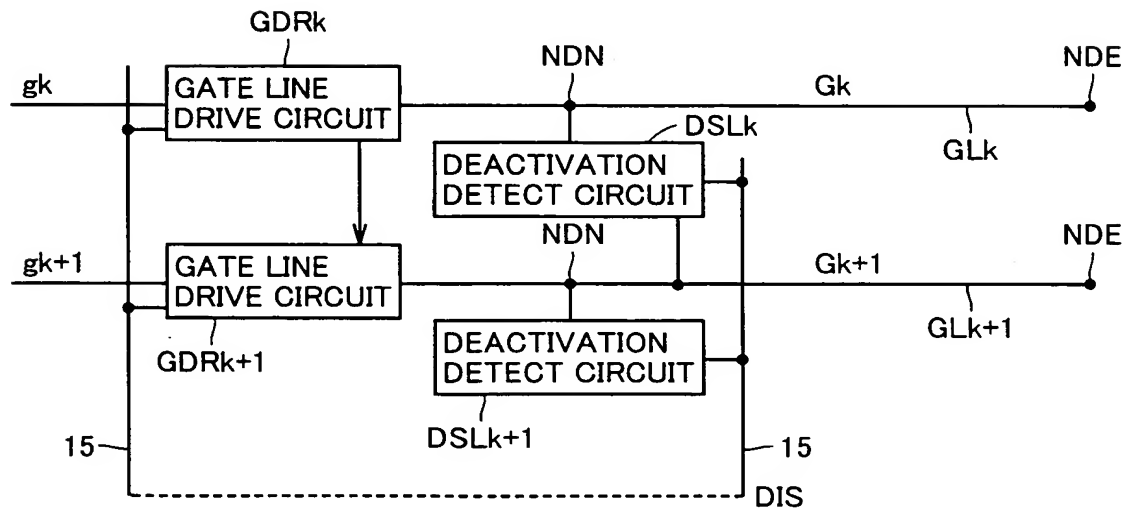 GDRk
NDN
NDE
gk
GATE LINE
DRIVE CIRCUIT
Gk
DSLk
GLk
DEACTIVATION
DETECT CIRCUIT
NDN
NDE
gk+1
GATE LINE
DRIVE CIRCUIT
Gk+1
GLk+1
GDRk+1
DEACTIVATION
DETECT CIRCUIT
DSLk+1
15
15
DIS